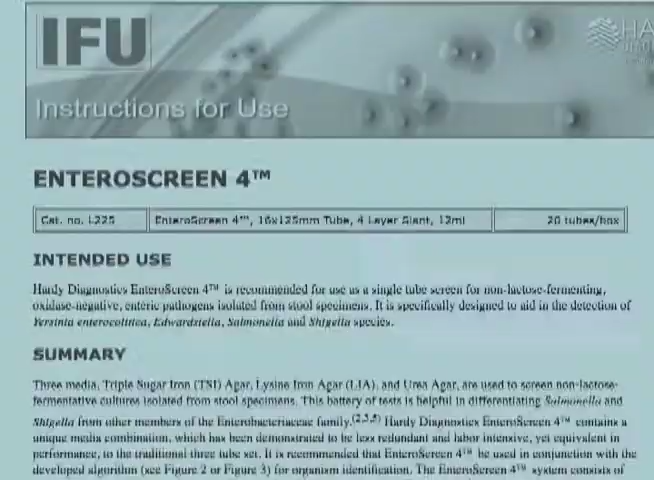 IFU
HA
Instructions for Use
ENTEROSCREEN 4™
Cat. no. L225 EnteroScreen 4™, 16x125mm Tube, 4 Layer Slant, 12ml 20 tubes/box
INTENDED USE
Hardy Diagnostics EnteroScreen 4™ is recommended for use as a single tube screen for non-lactose-fermenting,
oxidase-negative, enteric pathogens isolated from stool specimens. It is specifically designed to aid in the detection of
Yersinia enterocolitica, Edwardsiella, Salmonella and Shigella species.
SUMMARY
Three media, Triple Sugar Iron (TSI) Agar, Lysine Iron Agar (LIA), and Urea Agar, are used to screen non-lactose-
fermentative cultures isolated from stool specimens. This battery of tests is helpful in differentiating Salmonella and
Shigella from other members of the Enterobacteriaceae family.(2,3,5) Hardy Diagnostics EnteroScreen 4™ contains a
unique media combination, which has been demonstrated to be less redundant and labor intensive, yet equivalent in
performance, to the traditional three tube set. It is recommended that EnteroScreen 4™ be used in conjunction with the
developed algorithm (see Figure 2 or Figure 3) for organism identification. The EnteroScreen 4™ system consists of